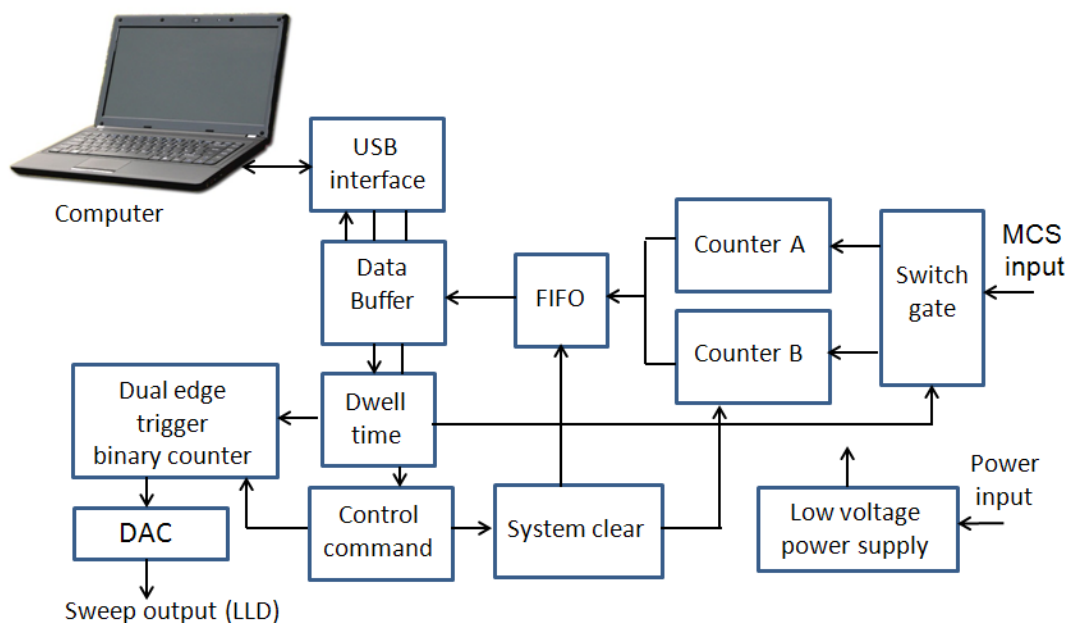 Computer
USB
interface
Data
Buffer
FIFO
Counter A
Counter B
Switch
gate
MCS
input
Dual edge
trigger
binary counter
Dwell
time
Control
command
System clear
Low voltage
power supply
Power
input
DAC
Sweep output (LLD)